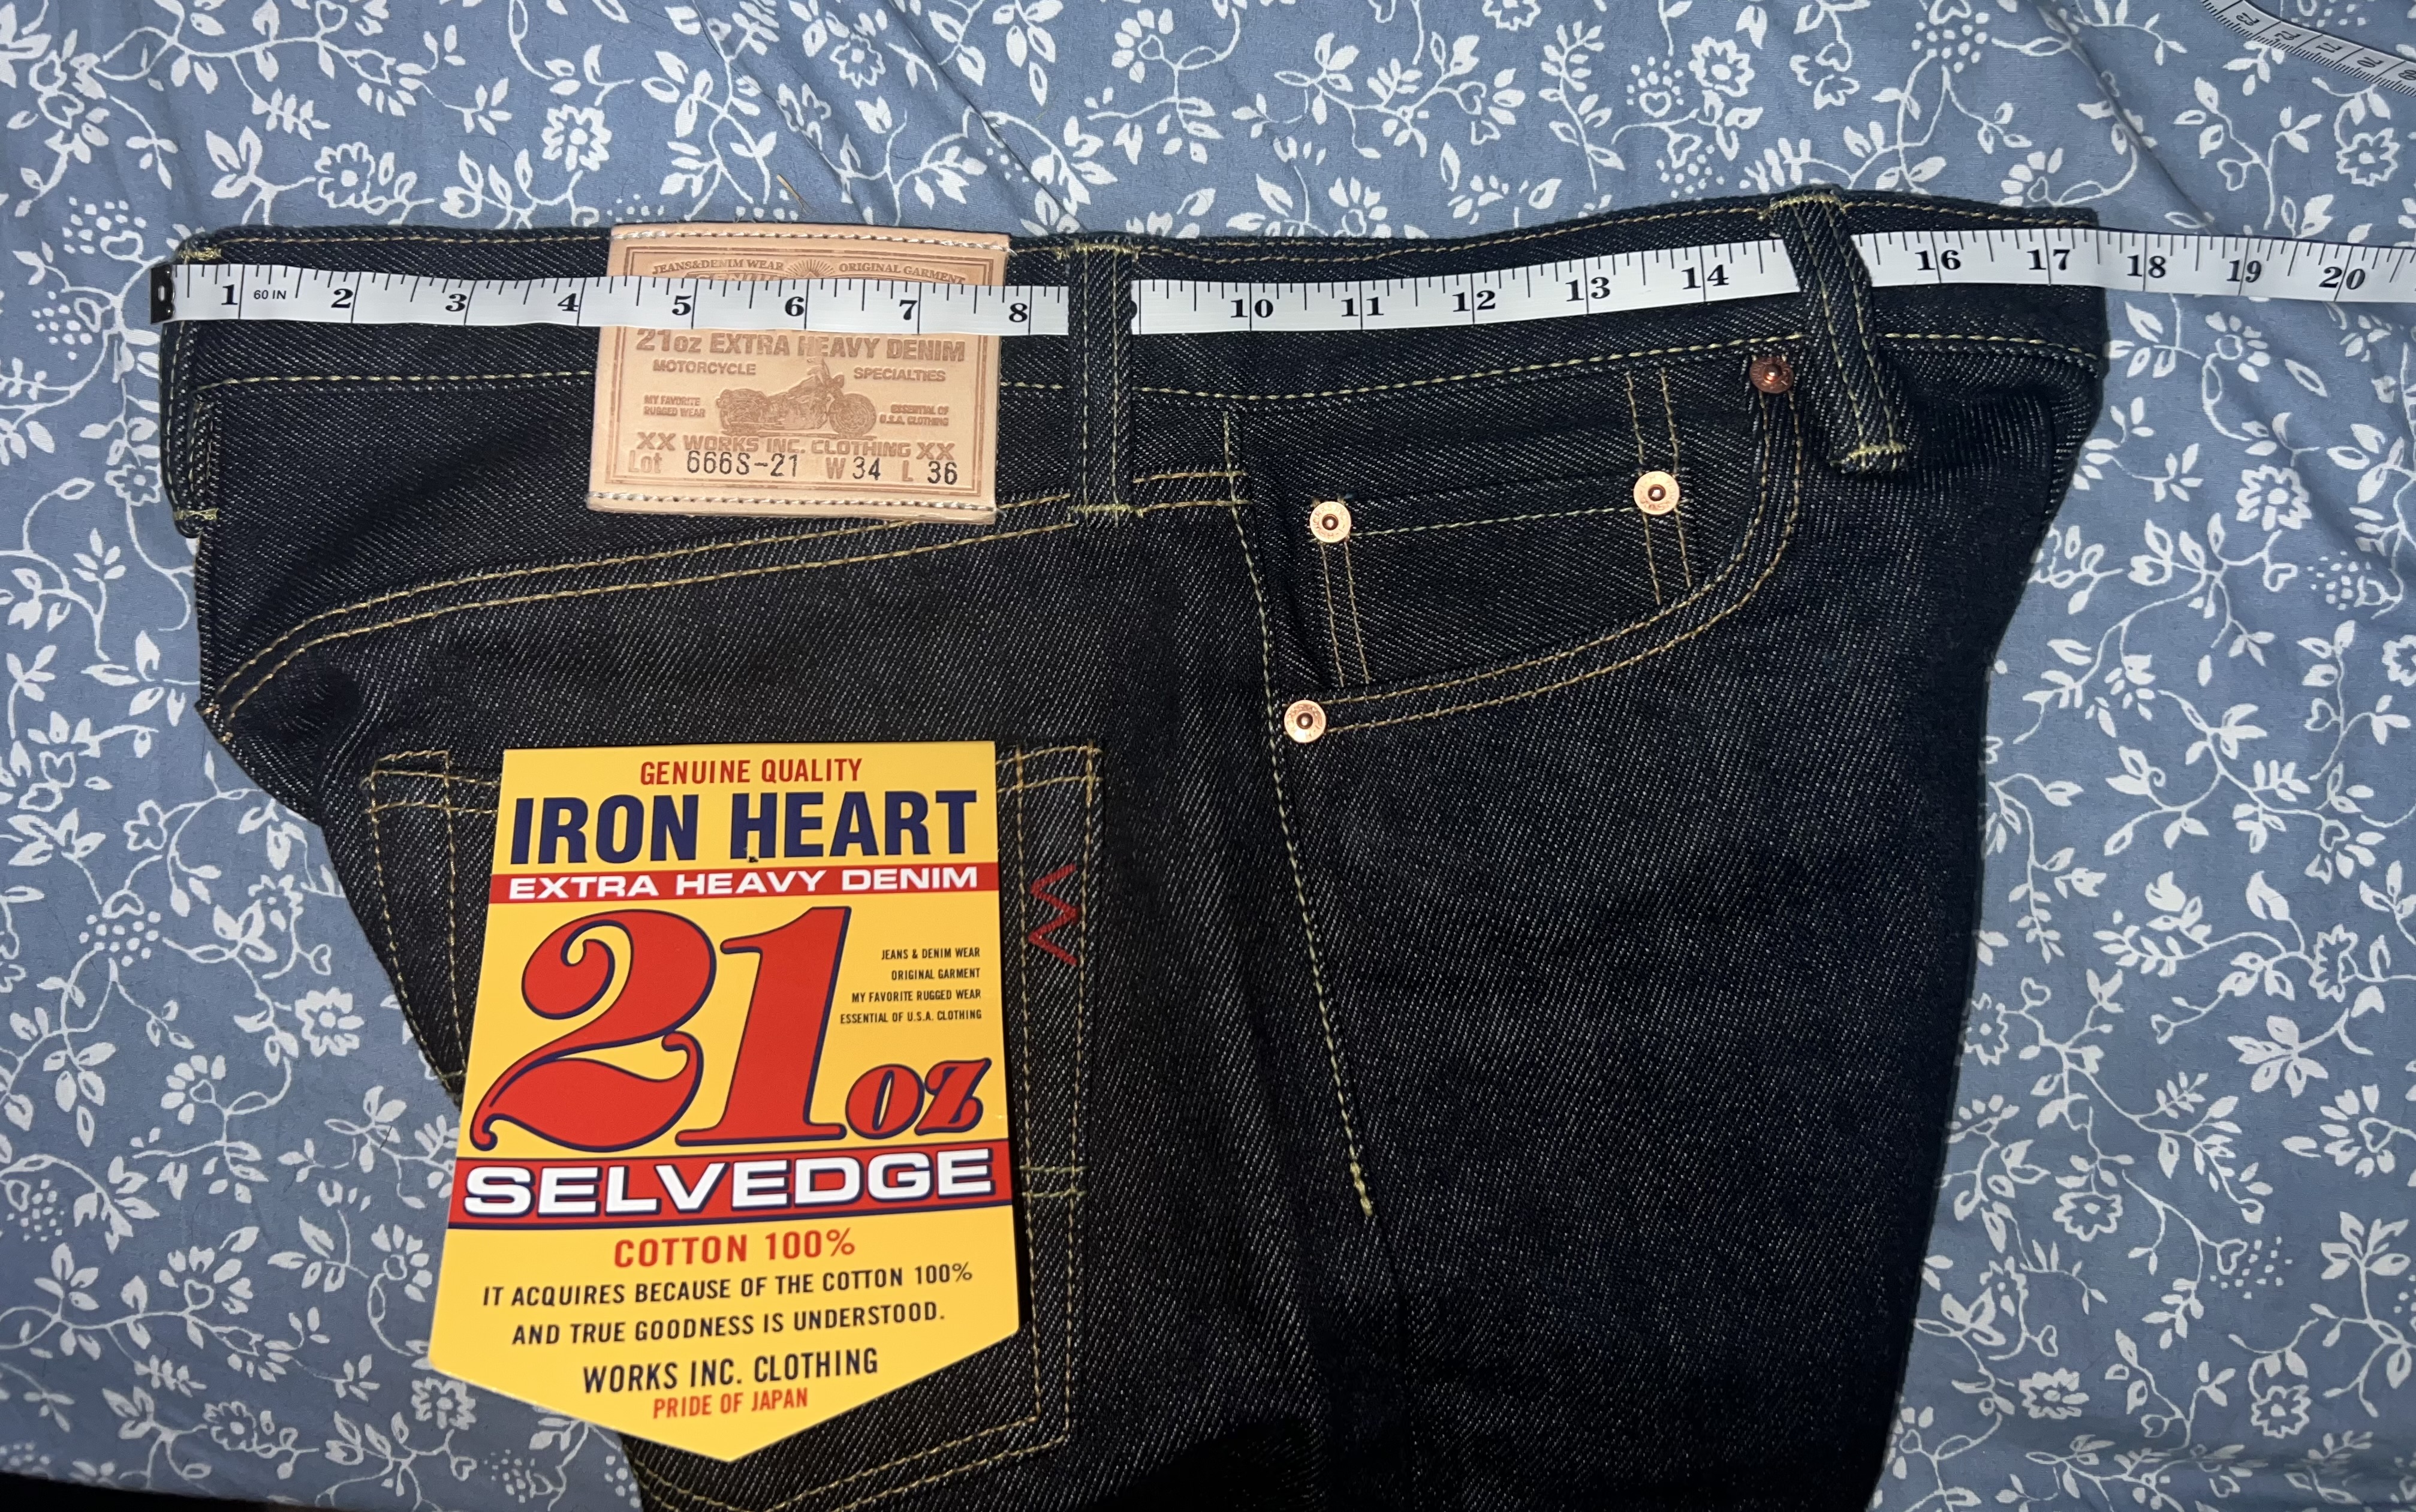 1 60 IN 2 3 4 5 6 7 8 10 11 12 13 14 16 17 18 19 20
JEANS&DENIM WEAR ORIGINAL GARMENT
21oz EXTRA HEAVY DENIM
MOTORCYCLE SPECIALTIES
MY FAVORITE
RUGGED WEAR
ESSENTIAL OF
U.S.A. CLOTHING
XX WORKS INC. CLOTHING XX
Lot 666S-21 W 34 L 36
GENUINE QUALITY
IRON HEART
EXTRA HEAVY DENIM
21oz
JEANS & DENIM WEAR
ORIGINAL GARMENT
MY FAVORITE RUGGED WEAR
ESSENTIAL OF U.S.A. CLOTHING
SELVEDGE
COTTON 100%
IT ACQUIRES BECAUSE OF THE COTTON 100%
AND TRUE GOODNESS IS UNDERSTOOD.
WORKS INC. CLOTHING
PRIDE OF JAPAN